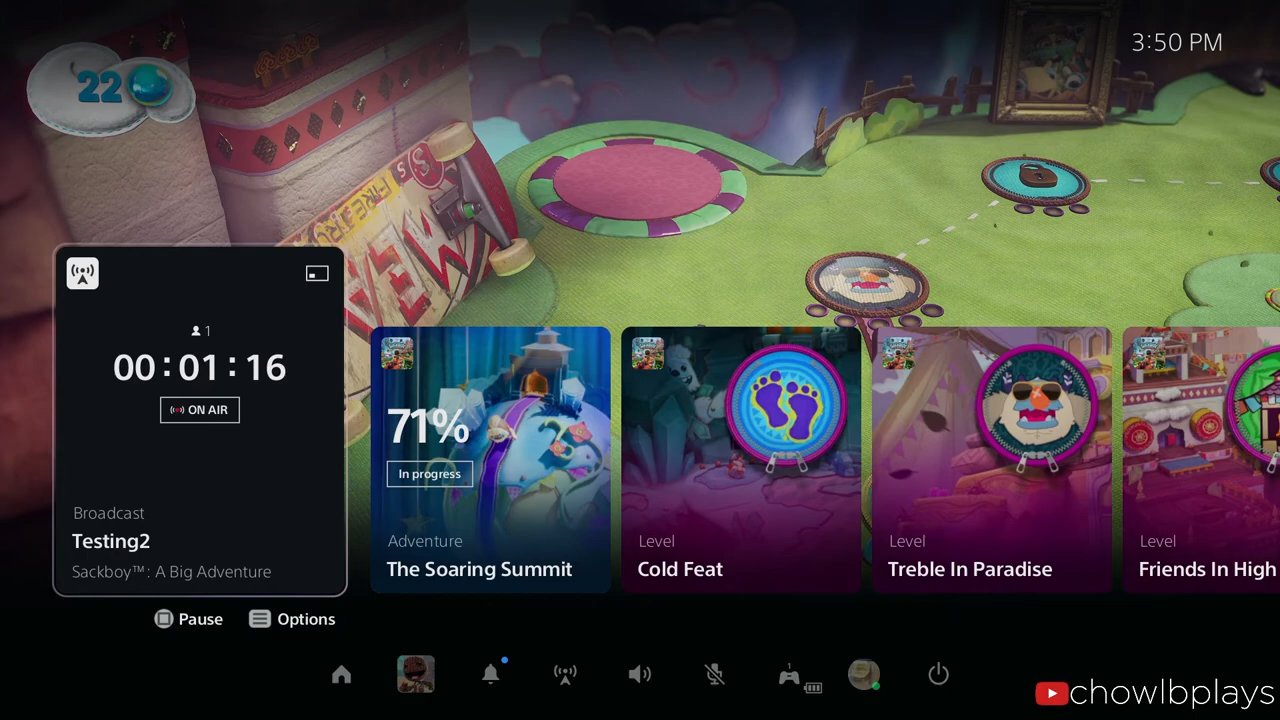 22
3:50 PM
1
00:01:16
ON AIR
Broadcast
Testing2
Sackboy™: A Big Adventure
71%
In progress
Adventure
The Soaring Summit
Level
Cold Feat
Level
Treble In Paradise
Level
Friends In High
Pause
Options
1
chowlbplays